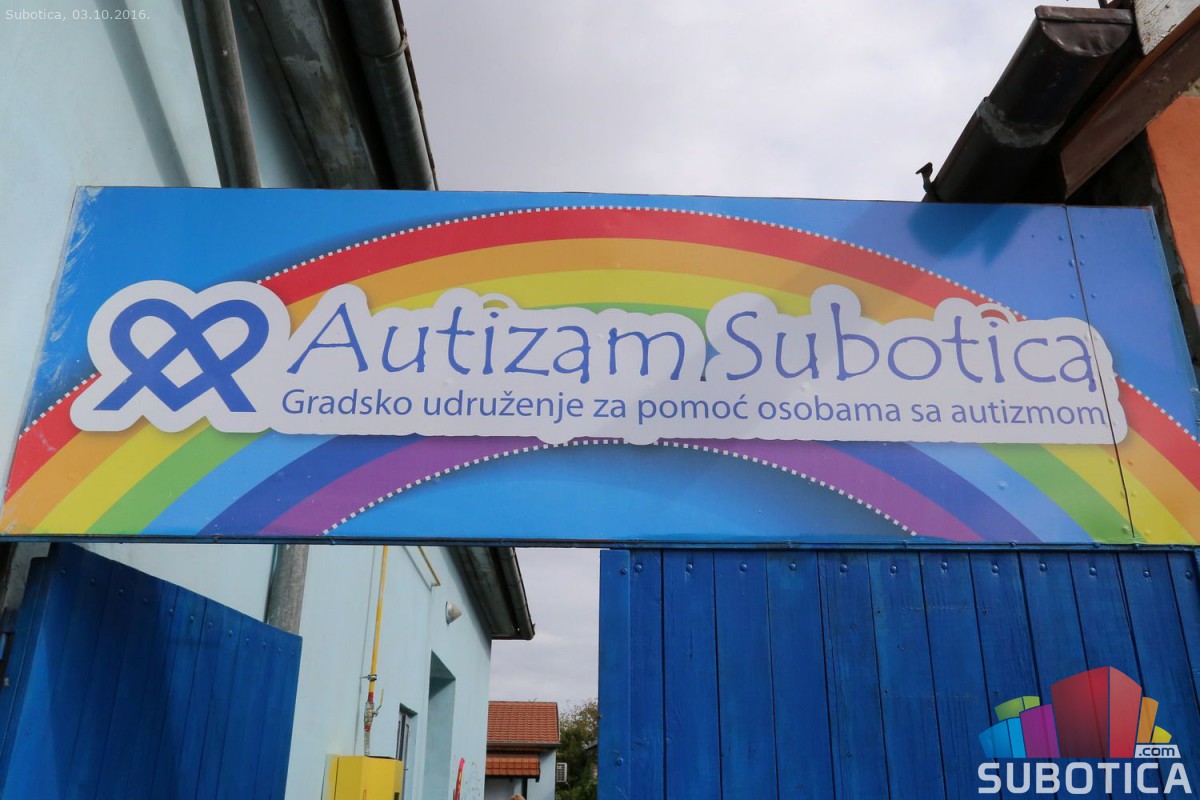 Subotica, 03.10.2016.
Autizam Subotica
Gradsko udruženje za pomoć osobama sa autizmom
.com
SUBOTICA